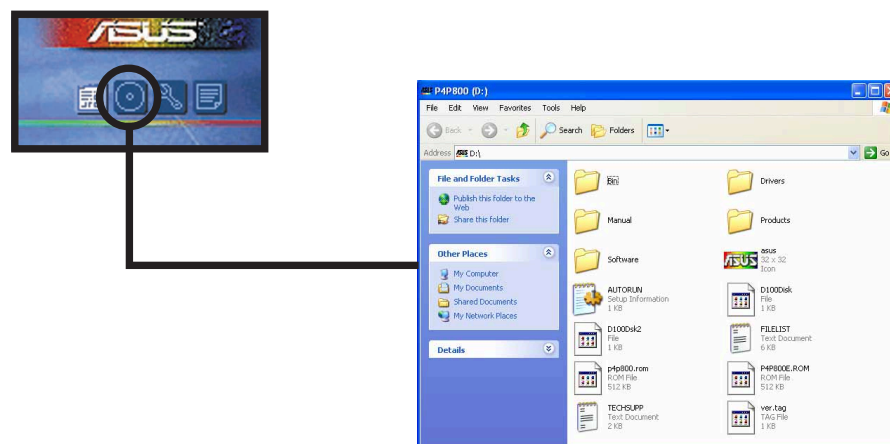 ASUS
P4P800 (D:)
File Edit View Favorites Tools Help
Back Search Folders
Address D:\ Go
File and Folder Tasks
Publish this folder to the
Web
Share this folder
Other Places
My Computer
My Documents
Shared Documents
My Network Places
Details
Bin
Drivers
Manual
Products
Software
ASUS
asus
32 x 32
Icon
AUTORUN
Setup Information
1 KB
D100Disk
File
1 KB
D100Dsk2
File
1 KB
FILELIST
Text Document
6 KB
p4p800.rom
ROM File
512 KB
P4P800E.ROM
ROM File
512 KB
TECHSUPP
Text Document
2 KB
ver.tag
TAG File
1 KB